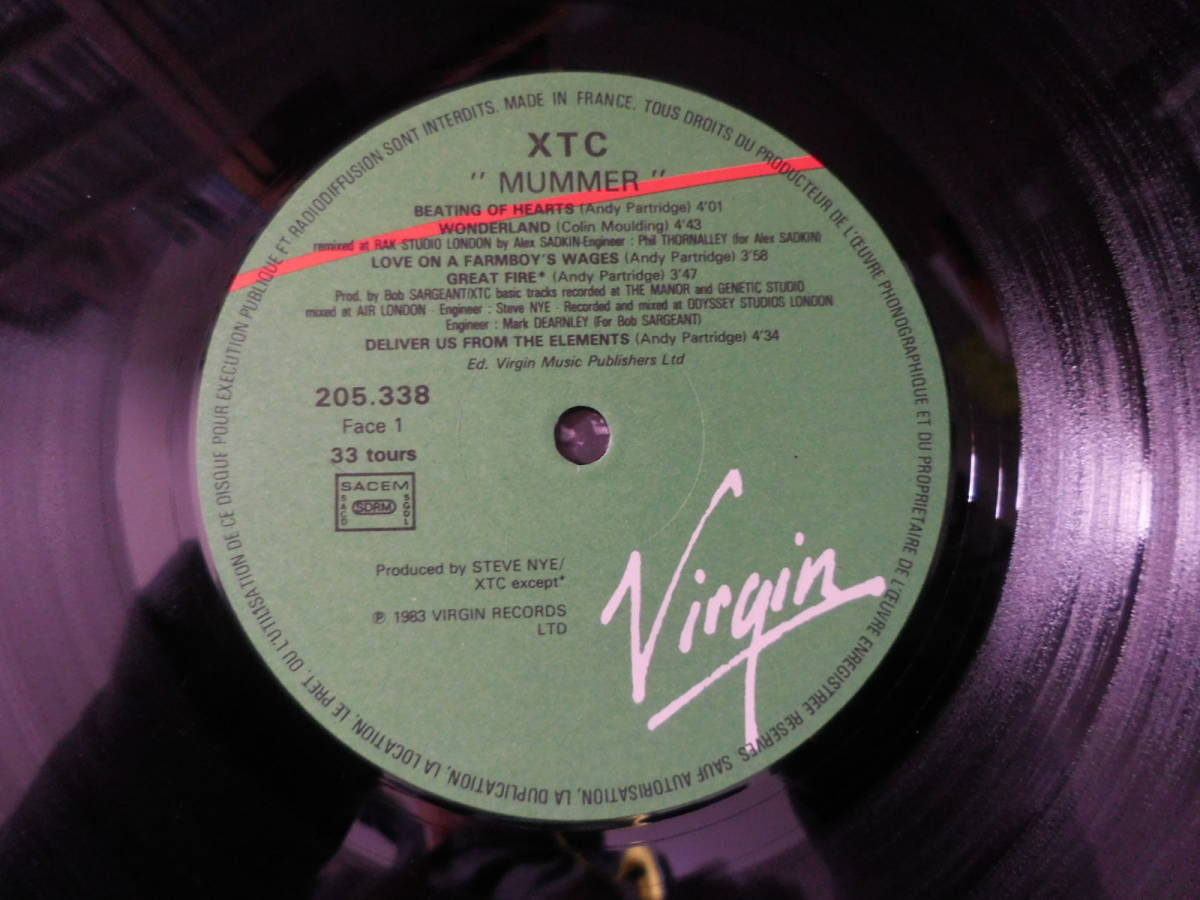 XTC
" MUMMER "
BEATING OF HEARTS (Andy Partridge) 4'01
WONDERLAND (Colin Moulding) 4'43
remixed at RAK STUDIO LONDON by Alex SADKIN-Engineer : Phil THORNALLEY (for Alex SADKIN)
LOVE ON A FARMBOY'S WAGES (Andy Partridge) 3'58
GREAT FIRE* (Andy Partridge) 3'47
Prod. by Bob SARGEANT/XTC basic tracks recorded at THE MANOR and GENETIC STUDIO
mixed at AIR LONDON - Engineer : Steve NYE - Recorded and mixed at ODYSSEY STUDIOS LONDON
Engineer : Mark DEARNLEY (For Bob SARGEANT)
DELIVER US FROM THE ELEMENTS (Andy Partridge) 4'34
Ed. Virgin Music Publishers Ltd
205.338
Face 1
33 tours
SACEM
SACD
SDRM
SGDL
Produced by STEVE NYE/
XTC except*
℗ 1983 VIRGIN RECORDS
LTD
Virgin
MADE IN FRANCE. TOUS DROITS DU PRODUCTEUR DE L'ŒUVRE PHONOGRAPHIQUE ET DU PROPRIETAIRE DE L'ŒUVRE ENREGISTREE RESERVES. SAUF AUTORISATION, LA DUPLICATION, LA LOCATION, LE PRET, OU L'UTILISATION DE CE DISQUE POUR EXECUTION PUBLIQUE ET RADIODIFFUSION SONT INTERDITS.